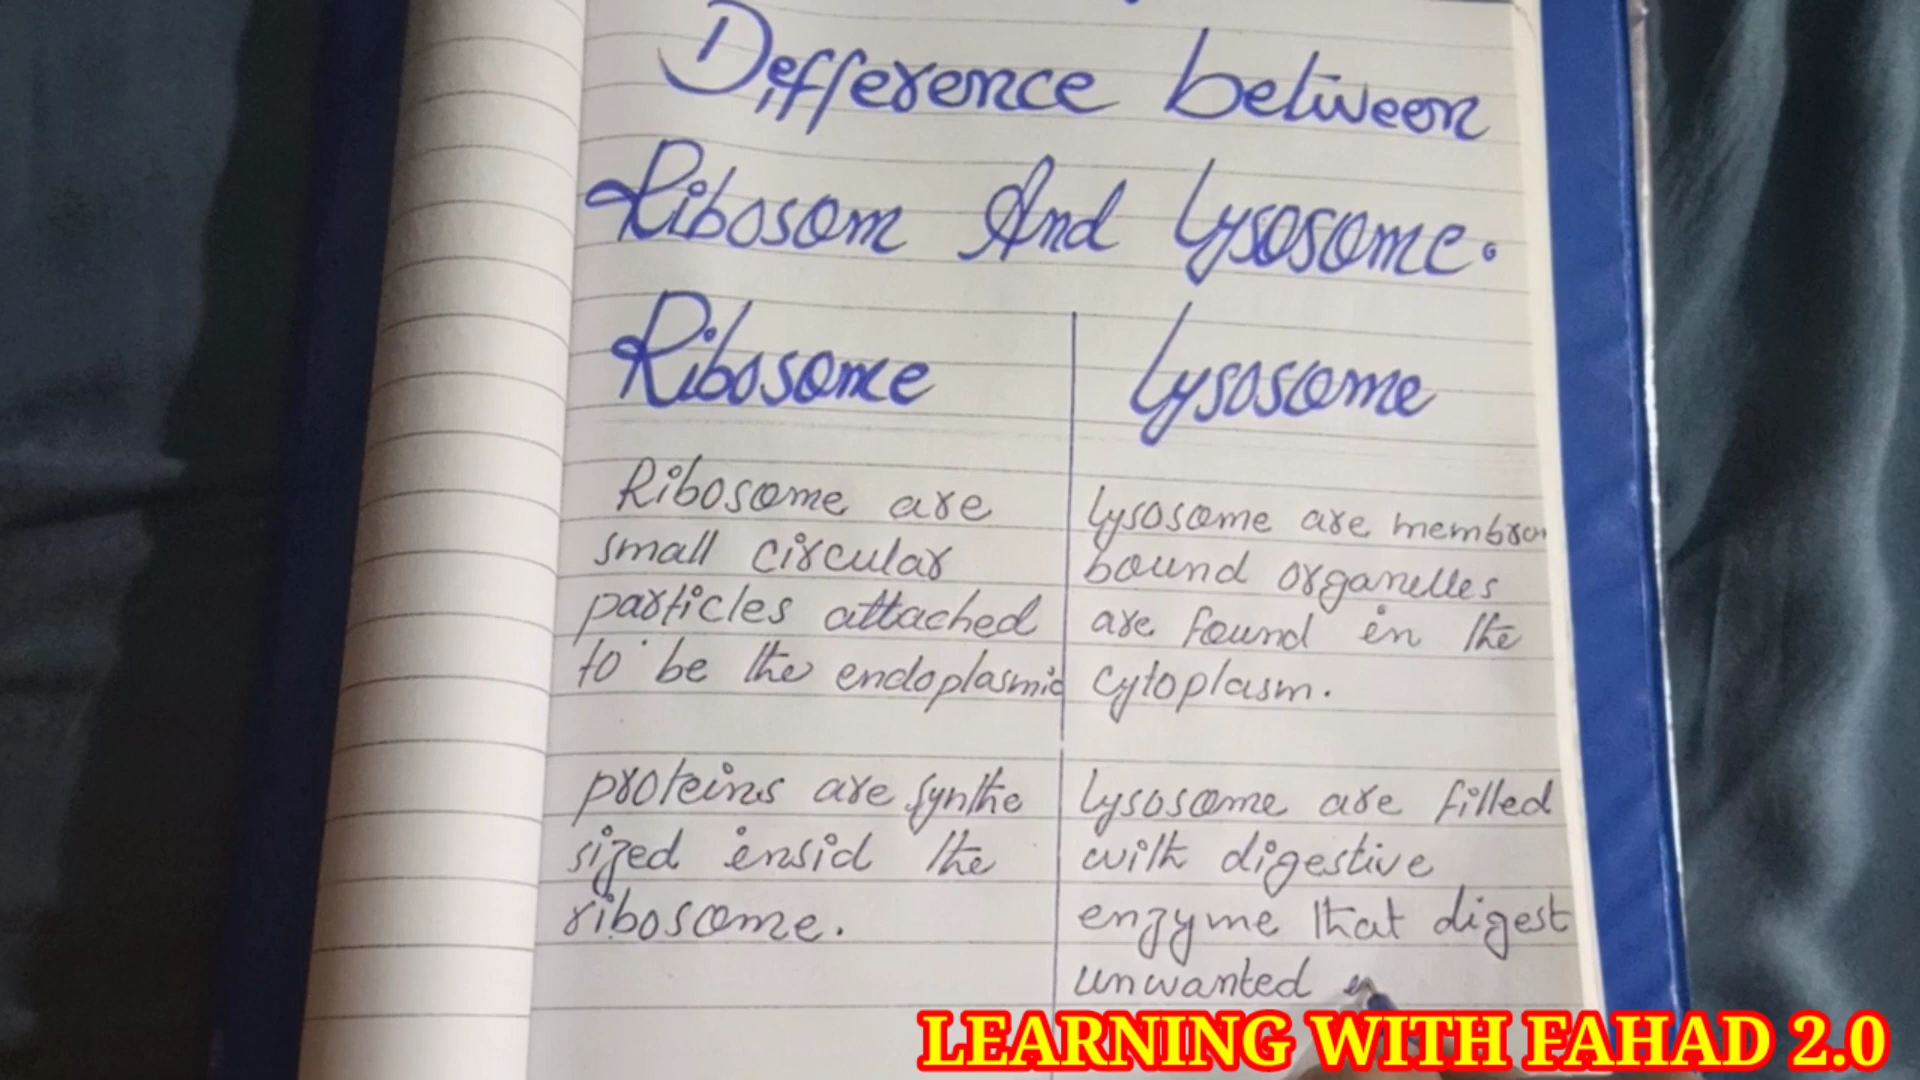 Difference between
Ribosom And Lysosome.
Ribosome
Ribosome are
small circular
particles attached
to be the endoplasmic
proteins are synthe
sized insid the
ribosome.
Lysosome
Lysosome are membran
bound organelles
are found in the
cytoplasm.
Lysosome are filled
with digestive
enzyme that digest
unwanted
LEARNING WITH FAHAD 2.0